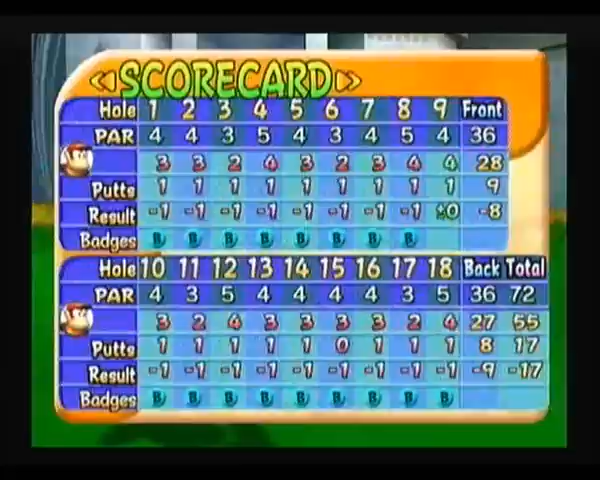 SCORECARD
Hole 1 2 3 4 5 6 7 8 9 Front
PAR 4 4 3 5 4 3 4 5 4 36
3 3 2 4 3 2 3 4 4 28
Putts 1 1 1 1 1 1 1 1 1 9
Result -1 -1 -1 -1 -1 -1 -1 -1 ±0 -8
Badges B B B B B B B B
Hole 10 11 12 13 14 15 16 17 18 Back Total
PAR 4 3 5 4 4 4 4 3 5 36 72
3 2 4 3 3 3 3 2 4 27 55
Putts 1 1 1 1 1 0 1 1 1 8 17
Result -1 -1 -1 -1 -1 -1 -1 -1 -1 -9 -17
Badges B B B B B B B B B